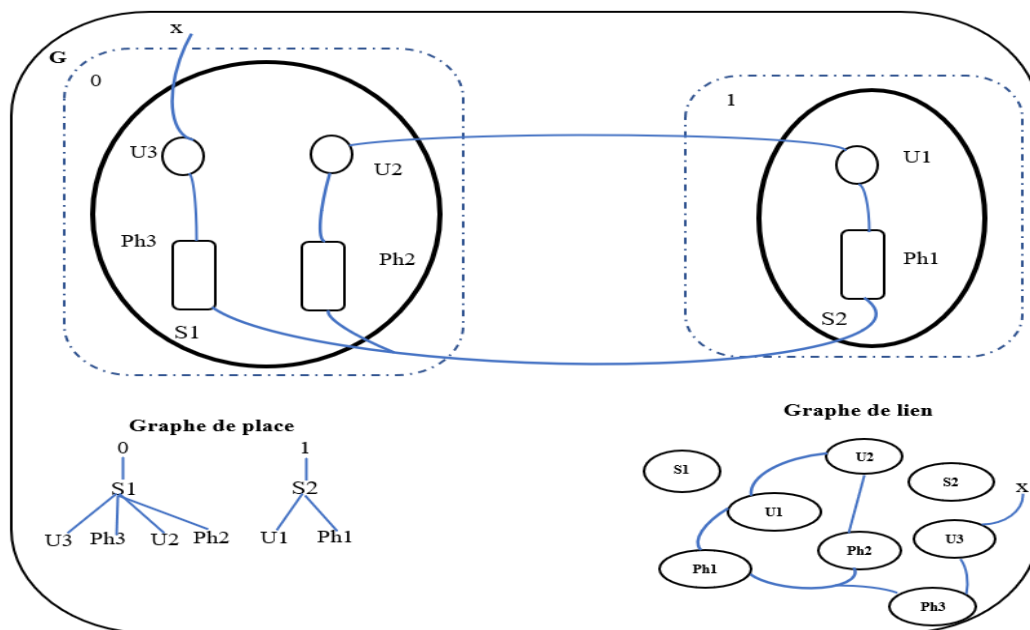 x
G
0
1
U3
U2
U1
Ph3
Ph2
Ph1
S1
S2
Graphe de place
0 1
S1 S2
U3 Ph3 U2 Ph2 U1 Ph1
Graphe de lien
U2
S1
S2
X
U1
U3
Ph2
Ph1
Ph3